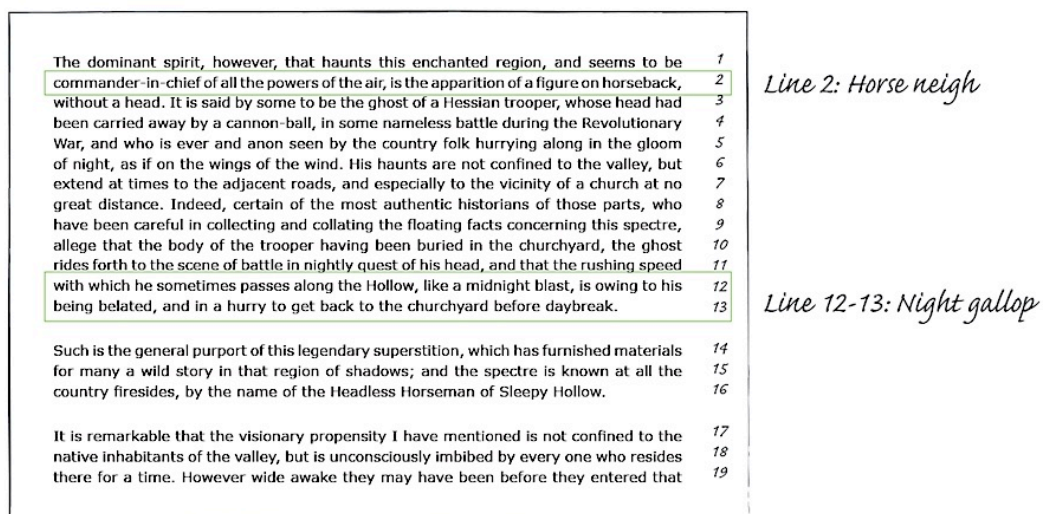 The dominant spirit, however, that haunts this enchanted region, and seems to be 1
commander-in-chief of all the powers of the air, is the apparition of a figure on horseback, 2
Line 2: Horse neigh
without a head. It is said by some to be the ghost of a Hessian trooper, whose head had 3
been carried away by a cannon-ball, in some nameless battle during the Revolutionary 4
War, and who is ever and anon seen by the country folk hurrying along in the gloom 5
of night, as if on the wings of the wind. His haunts are not confined to the valley, but 6
extend at times to the adjacent roads, and especially to the vicinity of a church at no 7
great distance. Indeed, certain of the most authentic historians of those parts, who 8
have been careful in collecting and collating the floating facts concerning this spectre, 9
allege that the body of the trooper having been buried in the churchyard, the ghost 10
rides forth to the scene of battle in nightly quest of his head, and that the rushing speed 11
with which he sometimes passes along the Hollow, like a midnight blast, is owing to his 12
being belated, and in a hurry to get back to the churchyard before daybreak. 13
Line 12-13: Night gallop
Such is the general purport of this legendary superstition, which has furnished materials 14
for many a wild story in that region of shadows; and the spectre is known at all the 15
country firesides, by the name of the Headless Horseman of Sleepy Hollow. 16
It is remarkable that the visionary propensity I have mentioned is not confined to the 17
native inhabitants of the valley, but is unconsciously imbibed by every one who resides 18
there for a time. However wide awake they may have been before they entered that 19